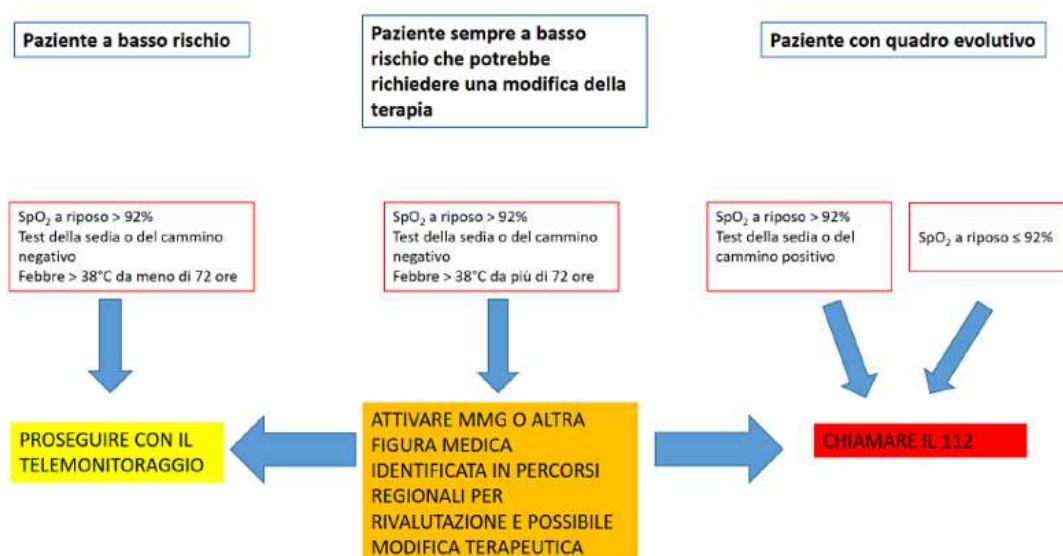 Paziente a basso rischio
Paziente sempre a basso
rischio che potrebbe
richiedere una modifica della
terapia
Paziente con quadro evolutivo
SpO₂ a riposo > 92%
Test della sedia o del cammino
negativo
Febbre > 38°C da meno di 72 ore
SpO₂ a riposo > 92%
Test della sedia o del cammino
negativo
Febbre > 38°C da più di 72 ore
SpO₂ a riposo > 92%
Test della sedia o del
cammino positivo
SpO₂ a riposo ≤ 92%
PROSEGUIRE CON IL
TELEMONITORAGGIO
ATTIVARE MMG O ALTRA
FIGURA MEDICA
IDENTIFICATA IN PERCORSI
REGIONALI PER
RIVALUTAZIONE E POSSIBILE
MODIFICA TERAPEUTICA
CHIAMARE IL 112